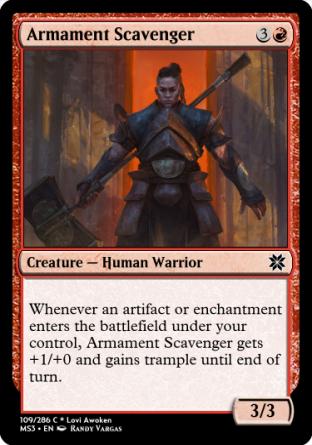 Armament Scavenger 3
Creature — Human Warrior
Whenever an artifact or enchantment
enters the battlefield under your
control, Armament Scavenger gets
+1/+0 and gains trample until end of
turn.
3/3
109/286 C * Lovi Awoken
MS3 • EN Randy Vargas